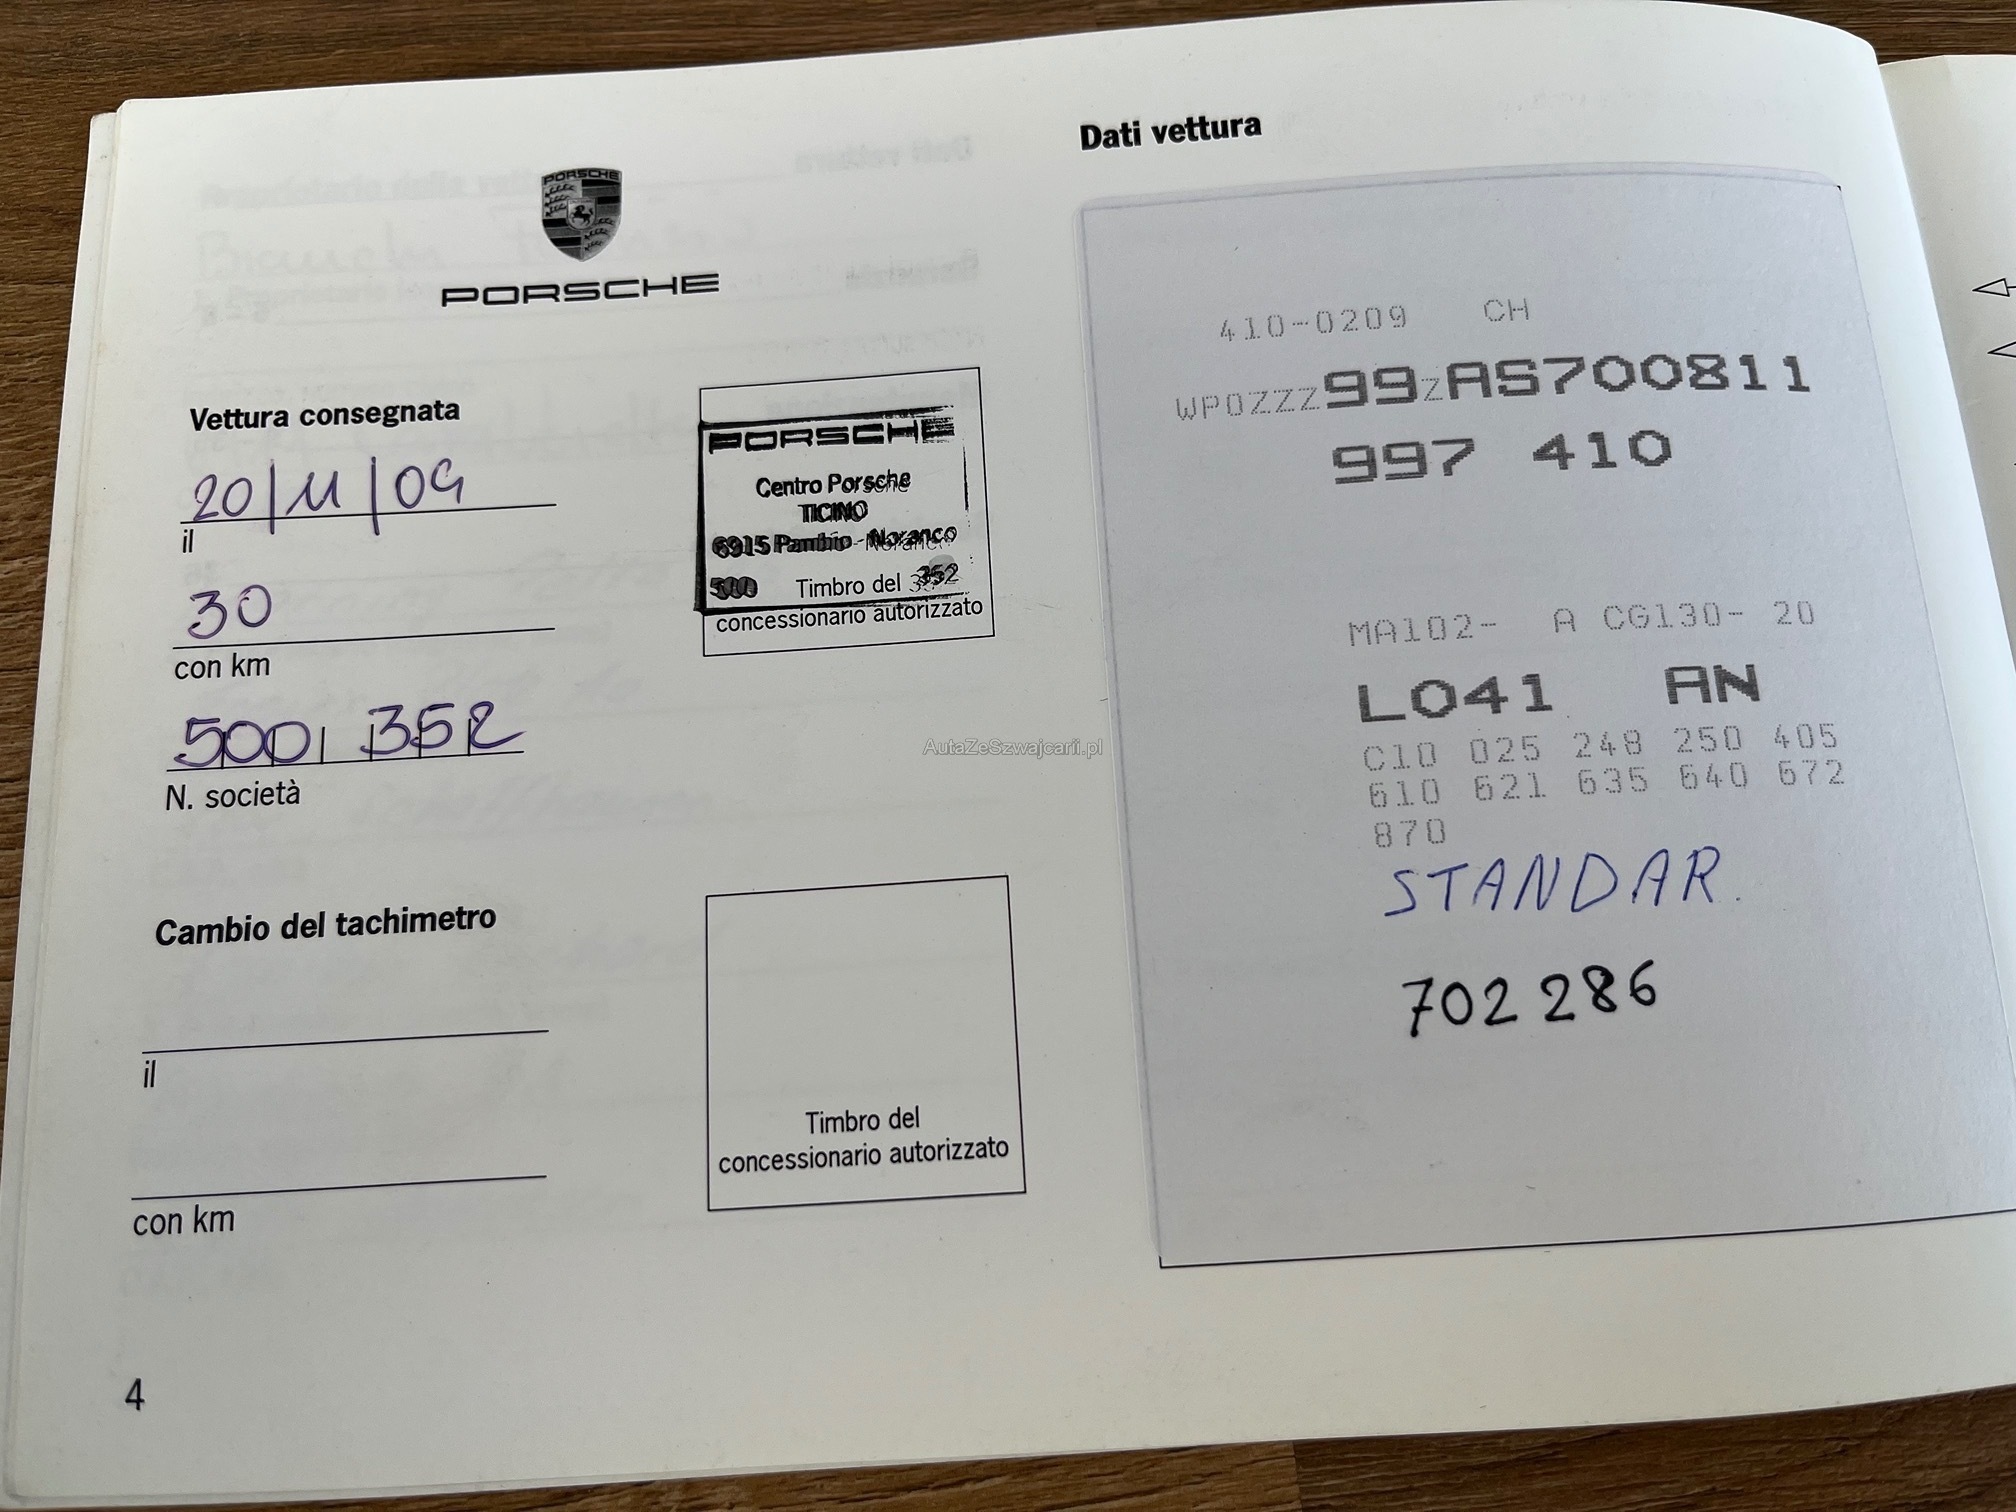 PORSCHE
PORSCHE
Vettura consegnata
20/11/09
il
30
con km
500 352
N. società
PORSCHE
Centro Porsche
TICINO
6915 Pambio - Noranco
500 352
Timbro del
concessionario autorizzato
Cambio del tachimetro
il
con km
Timbro del
concessionario autorizzato
4
Dati vettura
410-0209 CH
WP0ZZZ99ZAS700811
997 410
MA102- A CG130- 20
L041 AN
C10 025 248 250 405
610 621 635 640 672
870
STANDAR.
702 286
AutaZeSzwajcarii.pl